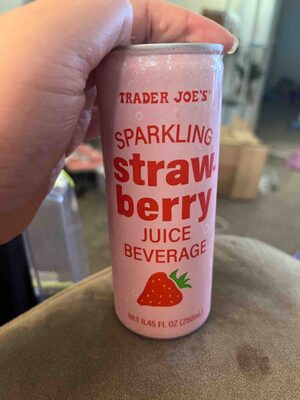 TRADER JOE'S
SPARKLING
straw-
berry
JUICE
BEVERAGE
NET 8.45 FL OZ (250mL)